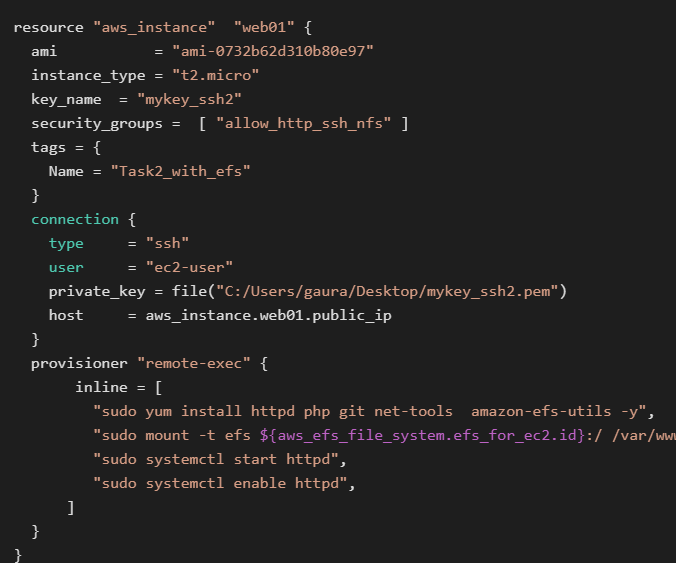 resource "aws_instance"  "web01" {
  ami           = "ami-0732b62d310b80e97"
  instance_type = "t2.micro"
  key_name  = "mykey_ssh2"
  security_groups =  [ "allow_http_ssh_nfs" ]
  tags = {
    Name = "Task2_with_efs"
  }
  connection {
    type     = "ssh"
    user     = "ec2-user"
    private_key = file("C:/Users/gaura/Desktop/mykey_ssh2.pem")
    host     = aws_instance.web01.public_ip
  }
  provisioner "remote-exec" {
       inline = [
         "sudo yum install httpd php git net-tools  amazon-efs-utils -y",
         "sudo mount -t efs ${aws_efs_file_system.efs_for_ec2.id}:/ /var/www
         "sudo systemctl start httpd",
         "sudo systemctl enable httpd",
      ]
  }
}